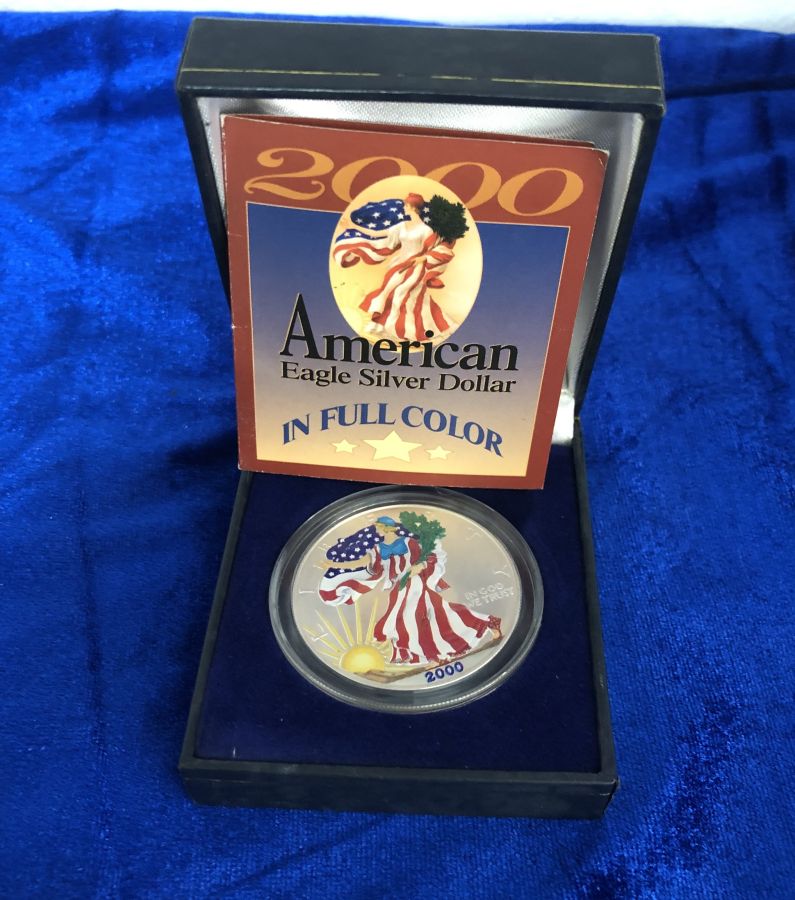 2000
American
Eagle Silver Dollar
IN FULL COLOR
IN GOD
WE TRUST
2000